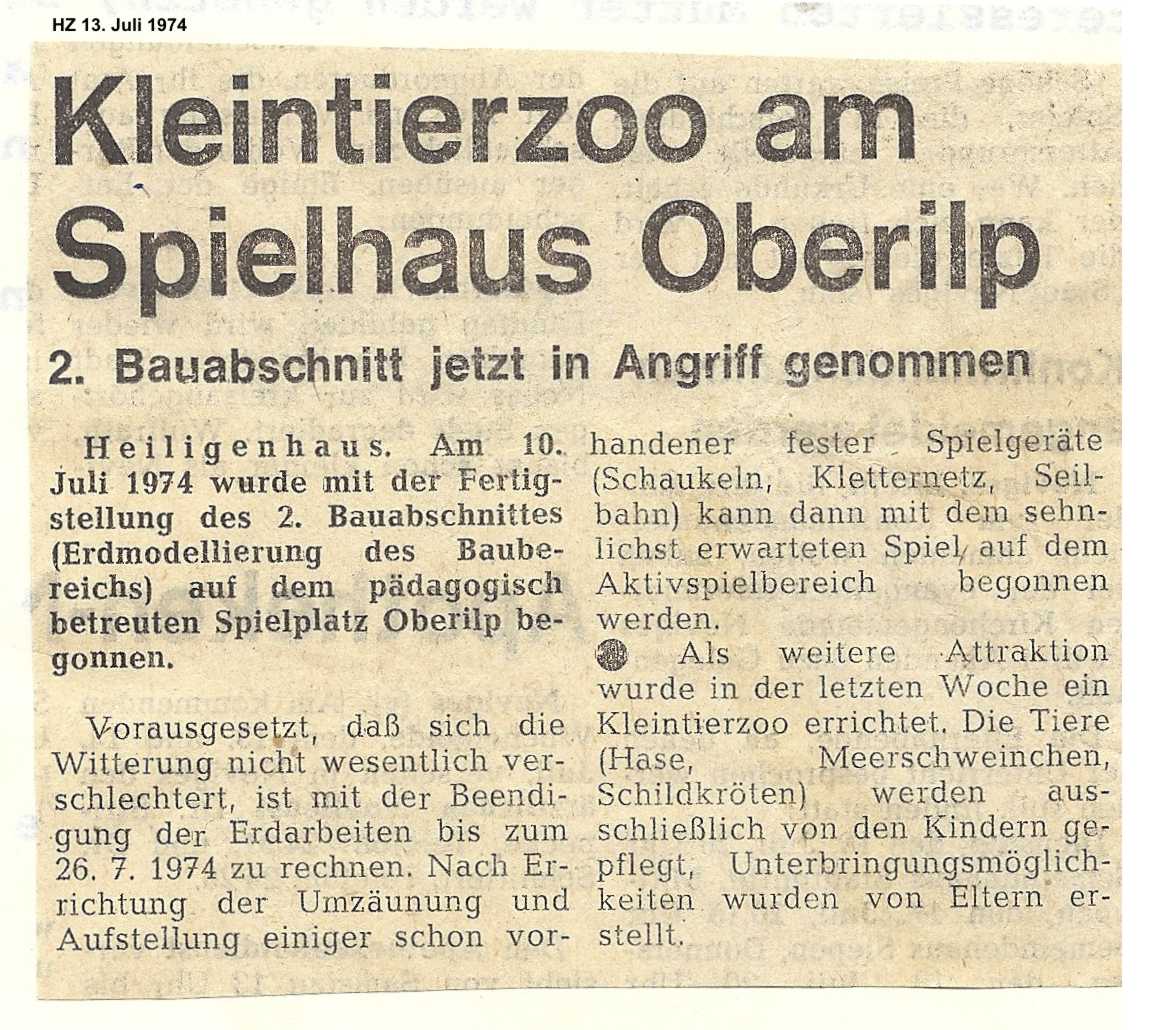 HZ 13. Juli 1974
Kleintierzoo am
Spielhaus Oberilp
2. Bauabschnitt jetzt in Angriff genommen
Heiligenhaus. Am 10.
Juli 1974 wurde mit der Fertig-
stellung des 2. Bauabschnittes
(Erdmodellierung des Baube-
reichs) auf dem pädagogisch
betreuten Spielplatz Oberilp be-
gonnen.
Vorausgesetzt, daß sich die
Witterung nicht wesentlich ver-
schlechtert, ist mit der Beendi-
gung der Erdarbeiten bis zum
26. 7. 1974 zu rechnen. Nach Er-
richtung der Umzäunung und
Aufstellung einiger schon vor-
handener fester Spielgeräte
(Schaukeln, Kletternetz, Seil-
bahn) kann dann mit dem sehn-
lichst erwarteten Spiel auf dem
Aktivspielbereich begonnen
werden.
● Als weitere Attraktion
wurde in der letzten Woche ein
Kleintierzoo errichtet. Die Tiere
(Hase, Meerschweinchen,
Schildkröten) werden aus-
schließlich von den Kindern ge-
pflegt, Unterbringungsmöglich-
keiten wurden von Eltern er-
stellt.